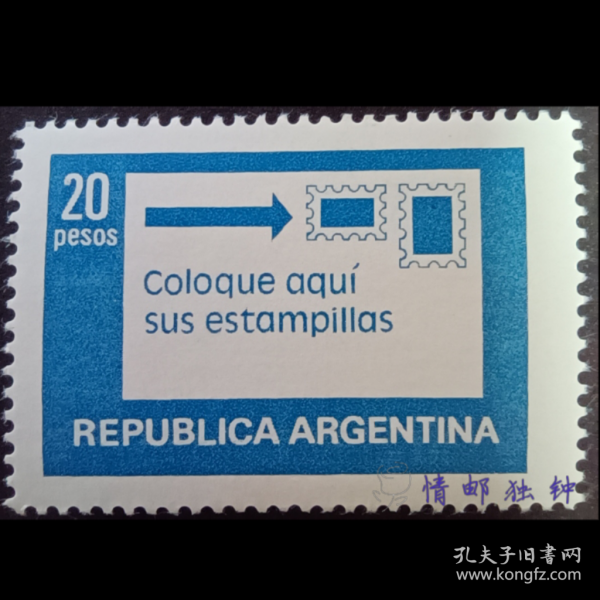 20
pesos
Coloque aquí
sus estampillas
REPUBLICA ARGENTINA
情邮独钟
孔夫子旧书网
www.kongfz.com